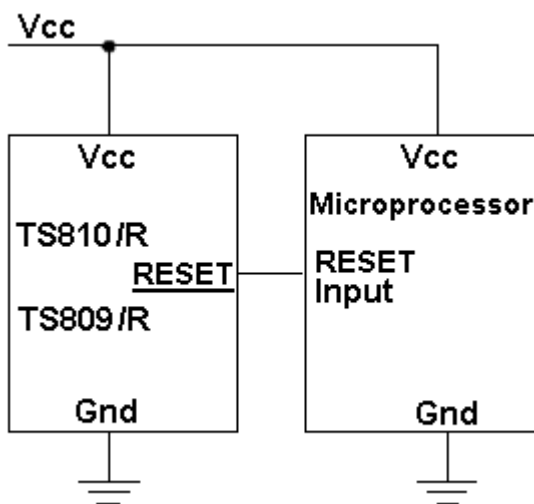 Vcc
Vcc
TS810/R
RESET
TS809/R
Gnd
Vcc
Microprocessor
RESET
Input
Gnd